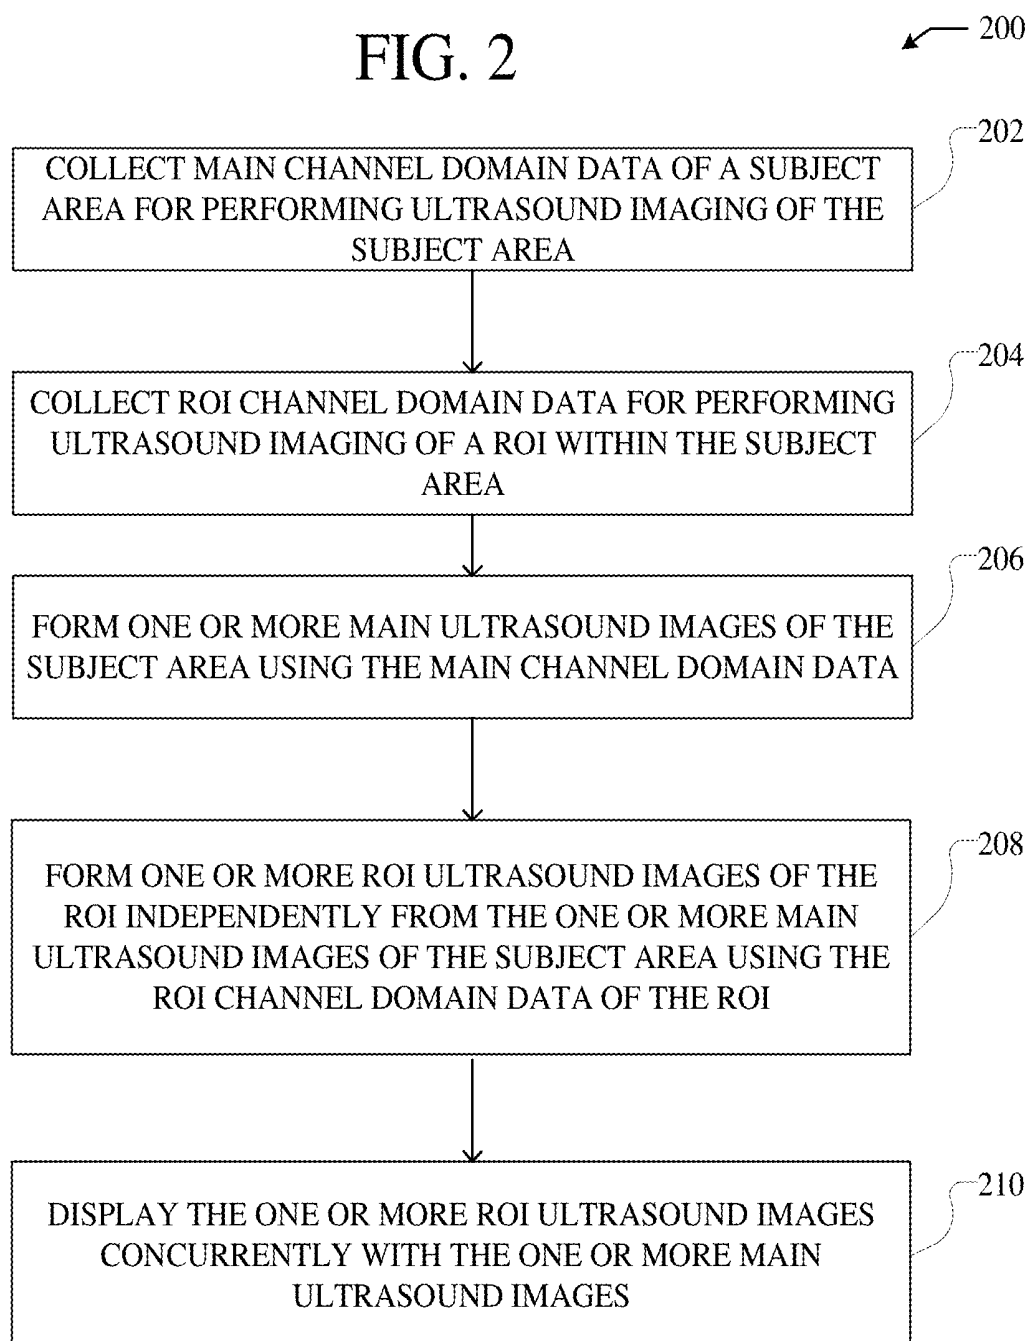 FIG. 2
200
202
COLLECT MAIN CHANNEL DOMAIN DATA OF A SUBJECT
AREA FOR PERFORMING ULTRASOUND IMAGING OF THE
SUBJECT AREA
204
COLLECT ROI CHANNEL DOMAIN DATA FOR PERFORMING
ULTRASOUND IMAGING OF A ROI WITHIN THE SUBJECT
AREA
206
FORM ONE OR MORE MAIN ULTRASOUND IMAGES OF THE
SUBJECT AREA USING THE MAIN CHANNEL DOMAIN DATA
208
FORM ONE OR MORE ROI ULTRASOUND IMAGES OF THE
ROI INDEPENDENTLY FROM THE ONE OR MORE MAIN
ULTRASOUND IMAGES OF THE SUBJECT AREA USING THE
ROI CHANNEL DOMAIN DATA OF THE ROI
210
DISPLAY THE ONE OR MORE ROI ULTRASOUND IMAGES
CONCURRENTLY WITH THE ONE OR MORE MAIN
ULTRASOUND IMAGES